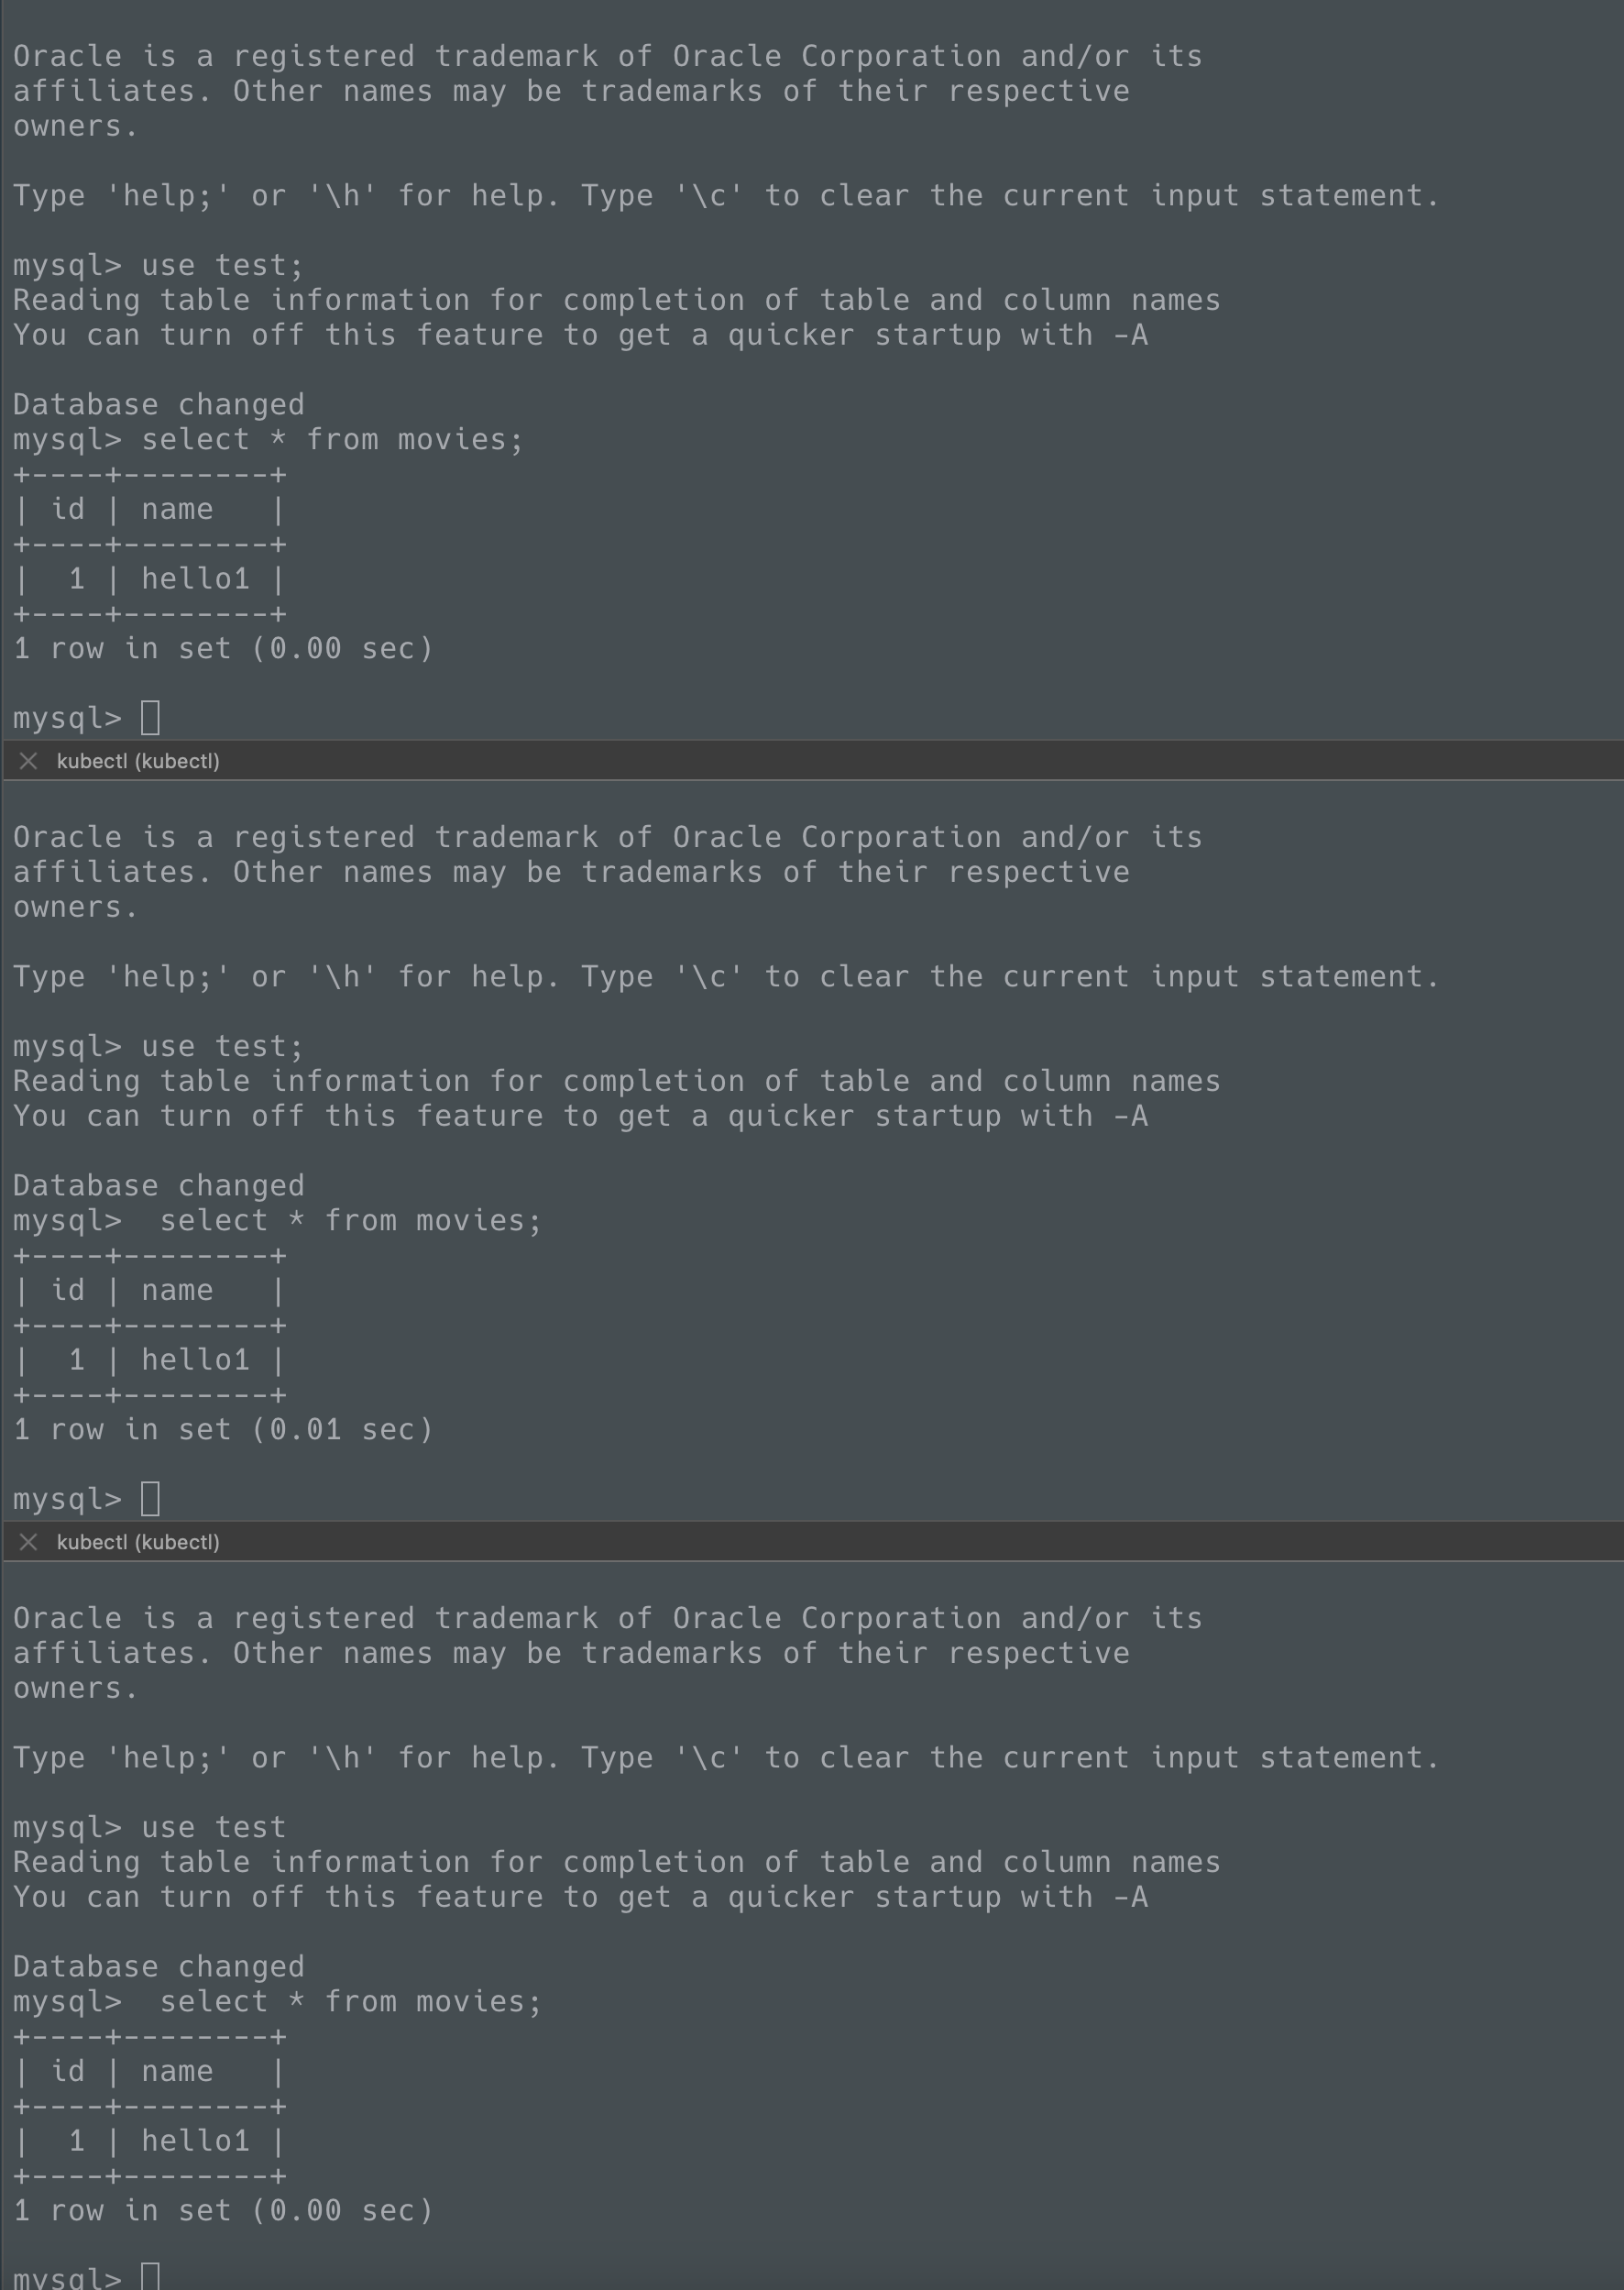 Oracle is a registered trademark of Oracle Corporation and/or its
affiliates. Other names may be trademarks of their respective
owners.
Type 'help;' or '\h' for help. Type '\c' to clear the current input statement.
mysql> use test;
Reading table information for completion of table and column names
You can turn off this feature to get a quicker startup with -A
Database changed
mysql> select * from movies;
+----+--------+
| id | name   |
+----+--------+
|  1 | hello1 |
+----+--------+
1 row in set (0.00 sec)
mysql>
kubectl (kubectl)
Oracle is a registered trademark of Oracle Corporation and/or its
affiliates. Other names may be trademarks of their respective
owners.
Type 'help;' or '\h' for help. Type '\c' to clear the current input statement.
mysql> use test;
Reading table information for completion of table and column names
You can turn off this feature to get a quicker startup with -A
Database changed
mysql>  select * from movies;
+----+--------+
| id | name   |
+----+--------+
|  1 | hello1 |
+----+--------+
1 row in set (0.01 sec)
mysql>
kubectl (kubectl)
Oracle is a registered trademark of Oracle Corporation and/or its
affiliates. Other names may be trademarks of their respective
owners.
Type 'help;' or '\h' for help. Type '\c' to clear the current input statement.
mysql> use test
Reading table information for completion of table and column names
You can turn off this feature to get a quicker startup with -A
Database changed
mysql>  select * from movies;
+----+--------+
| id | name   |
+----+--------+
|  1 | hello1 |
+----+--------+
1 row in set (0.00 sec)
mysql>